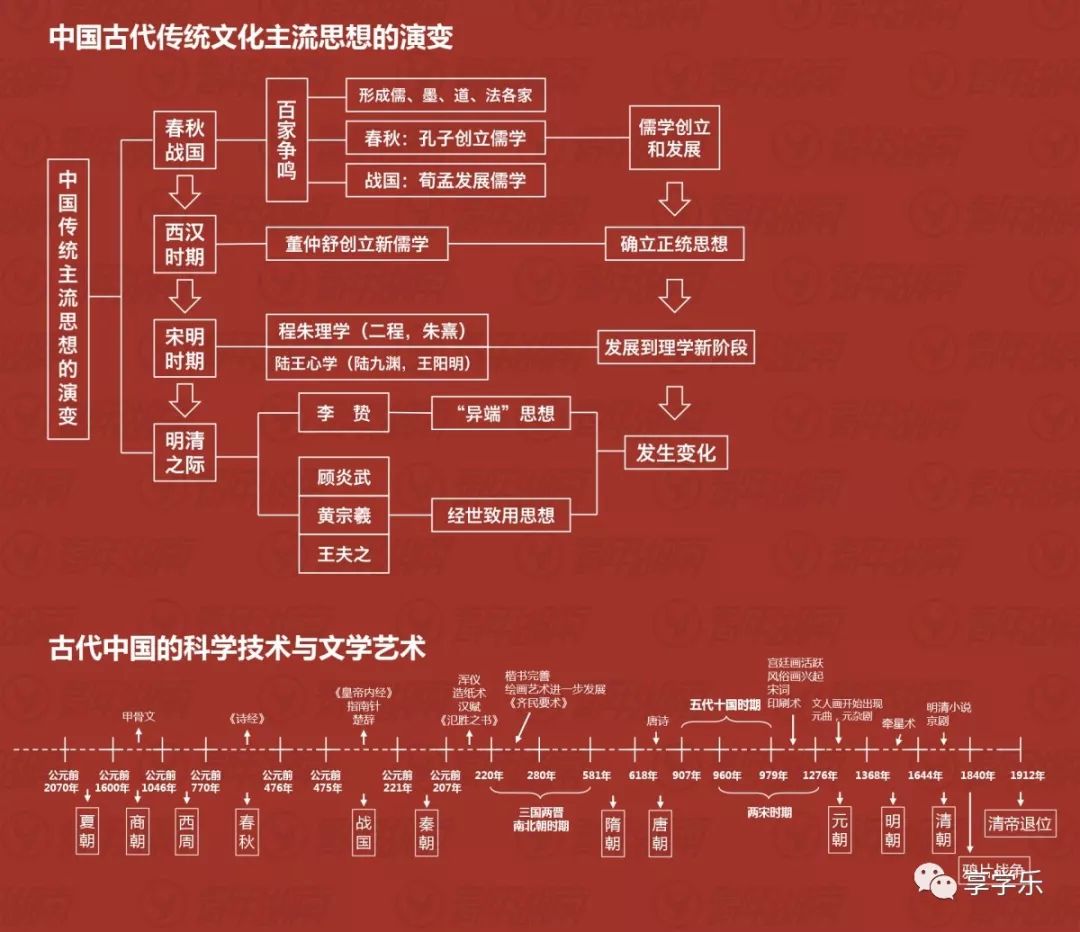 中国古代传统文化主流思想的演变
中国传统主流思想的演变
春秋
战国
百家争鸣
形成儒、墨、道、法各家
春秋：孔子创立儒学
战国：荀孟发展儒学
儒学创立
和发展
西汉
时期
董仲舒创立新儒学
确立正统思想
宋明
时期
程朱理学（二程，朱熹）
陆王心学（陆九渊，王阳明）
发展到理学新阶段
明清
之际
李 贽
“异端”思想
顾炎武
黄宗羲
王夫之
经世致用思想
发生变化
古代中国的科学技术与文学艺术
甲骨文
《诗经》
《皇帝内经》
指南针
楚辞
浑仪
造纸术
汉赋
《氾胜之书》
楷书完善
绘画艺术进一步发展
《齐民要术》
唐诗
五代十国时期
宫廷画活跃
风俗画兴起
宋词
印刷术
文人画开始出现
元曲，元杂剧
牵星术
明清小说
京剧
公元前
2070年
公元前
1600年
公元前
1046年
公元前
770年
公元前
476年
公元前
475年
公元前
221年
公元前
207年
220年
280年
581年
618年
907年
960年
979年
1276年
1368年
1644年
1840年
1912年
夏朝
商朝
西周
春秋
战国
秦朝
三国两晋
南北朝时期
隋朝
唐朝
两宋时期
元朝
明朝
清朝
鸦片战争
清帝退位
享学乐